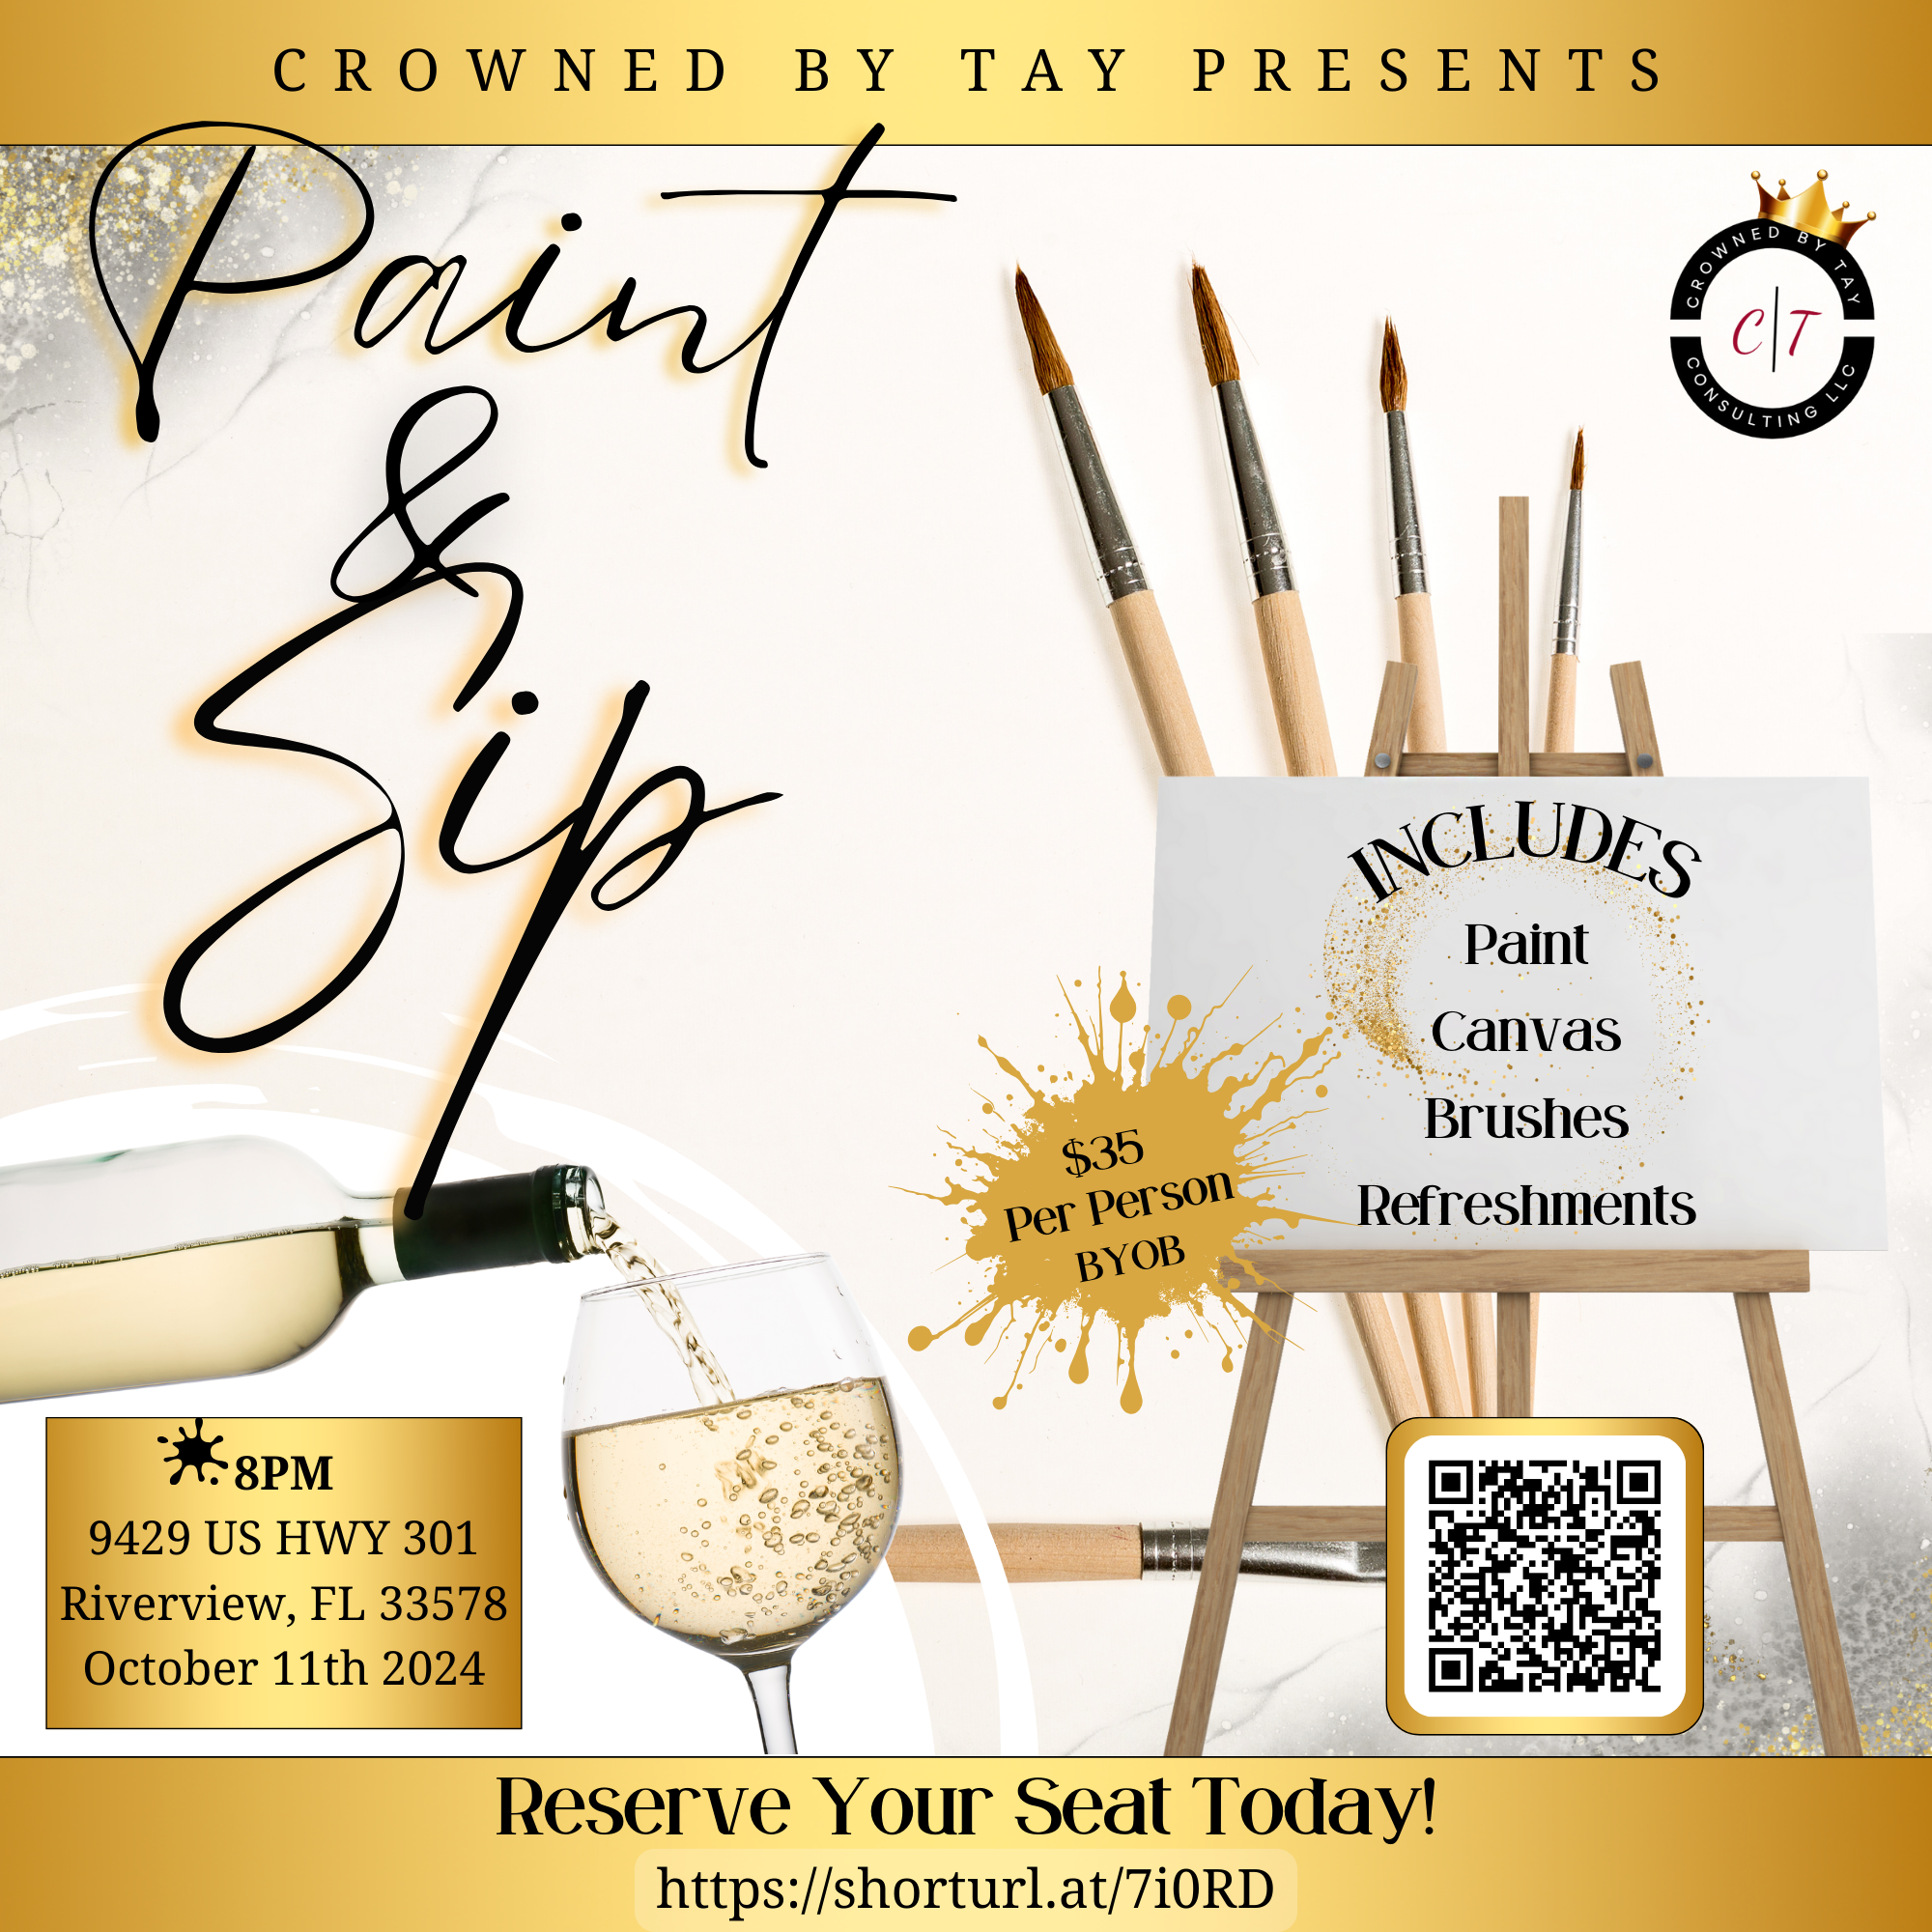 CROWNED BY TAY PRESENTS
Paint
&
Sip
CROWNED BY TAY
C|T
CONSULTING LLC
INCLUDES
Paint
Canvas
Brushes
Refreshments
$35
Per Person
BYOB
8PM
9429 US HWY 301
Riverview, FL 33578
October 11th 2024
Reserve Your Seat Today!
https://shorturl.at/7i0RD